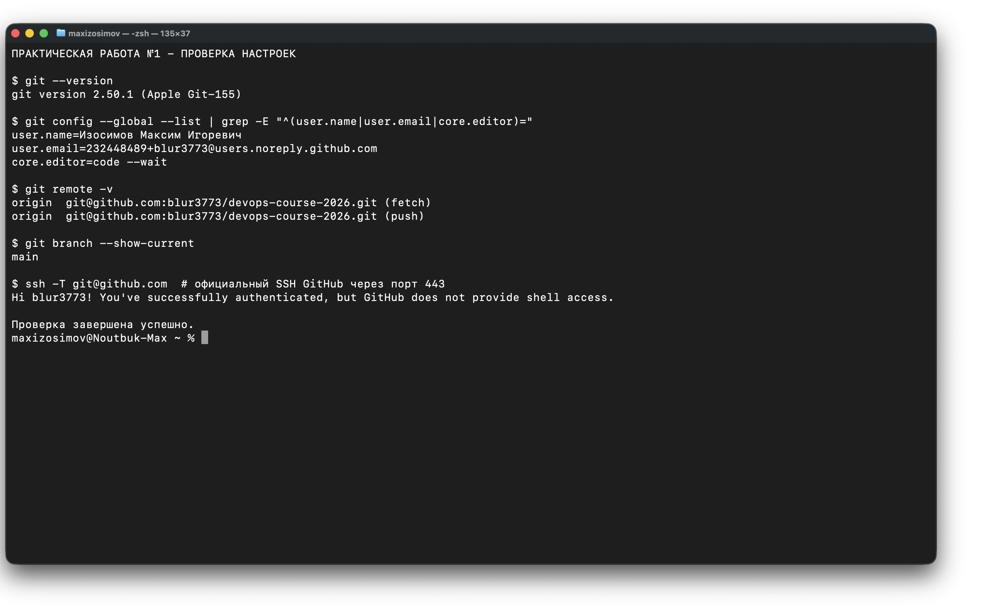 maxizosimov — -zsh — 135×37
ПРАКТИЧЕСКАЯ РАБОТА №1 - ПРОВЕРКА НАСТРОЕК
$ git --version
git version 2.50.1 (Apple Git-155)
$ git config --global --list | grep -E "^(user.name|user.email|core.editor)="
user.name=Изосимов Максим Игоревич
user.email=232448489+blur3773@users.noreply.github.com
core.editor=code --wait
$ git remote -v
origin  git@github.com:blur3773/devops-course-2026.git (fetch)
origin  git@github.com:blur3773/devops-course-2026.git (push)
$ git branch --show-current
main
$ ssh -T git@github.com  # официальный SSH GitHub через порт 443
Hi blur3773! You've successfully authenticated, but GitHub does not provide shell access.
Проверка завершена успешно.
maxizosimov@Noutbuk-Max ~ %